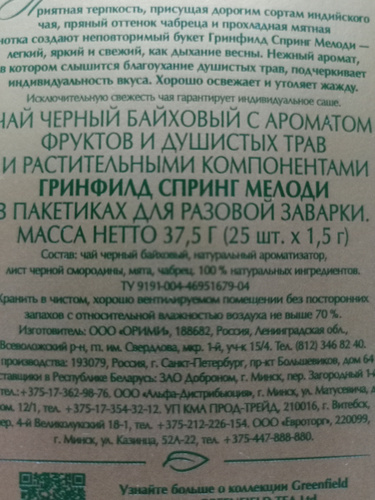 Приятная терпкость, присущая дорогим сортам индийского
чая, пряный оттенок чабреца и прохладная мятная
нотка создают неповторимый букет Гринфилд Спринг Мелоди —
легкий, яркий и свежий, как дыхание весны. Нежный аромат,
в котором слышится благоухание душистых трав, подчеркивает
индивидуальность вкуса. Хорошо освежает и утоляет жажду.
Исключительную свежесть чая гарантирует индивидуальное саше.
ЧАЙ ЧЕРНЫЙ БАЙХОВЫЙ С АРОМАТОМ
ФРУКТОВ И ДУШИСТЫХ ТРАВ
И РАСТИТЕЛЬНЫМИ КОМПОНЕНТАМИ
ГРИНФИЛД СПРИНГ МЕЛОДИ
В ПАКЕТИКАХ ДЛЯ РАЗОВОЙ ЗАВАРКИ.
МАССА НЕТТО 37,5 Г (25 шт. x 1,5 г)
Состав: чай черный байховый, натуральный ароматизатор,
лист черной смородины, мята, чабрец. 100 % натуральных ингредиентов.
ТУ 9191-004-46951679-04
Хранить в чистом, хорошо вентилируемом помещении без посторонних
запахов с относительной влажностью воздуха не выше 70 %.
Изготовитель: ООО «ОРИМИ», 188682, Россия, Ленинградская обл.,
Всеволожский р-н, гп. им. Свердлова, мкр. 1-й, уч-к 15/4. Тел. (812) 346 82 40.
производства: 193079, Россия, г. Санкт-Петербург, пр-кт Большевиков, дом 64
Поставщики в Республику Беларусь: ЗАО Доброном, г. Минск, пер. Загородный 1-й
тел.:+375-17-362-98-76. ООО «Альфа-Дистрибьюция», г. Минск, ул. Матусевича, д
пом. 12/1, тел. +375-17-354-32-12. УП КМА ПРОД-ТРЕЙД, 210016, г. Витебск,
пер. 4-й Великолукский 18-1, тел. +375-212-226-154. ООО «Евроторг», 220099,
г. Минск, ул. Казинца, 52А-22, тел. +375-447-888-880.
Узнайте больше о коллекции Greenfield